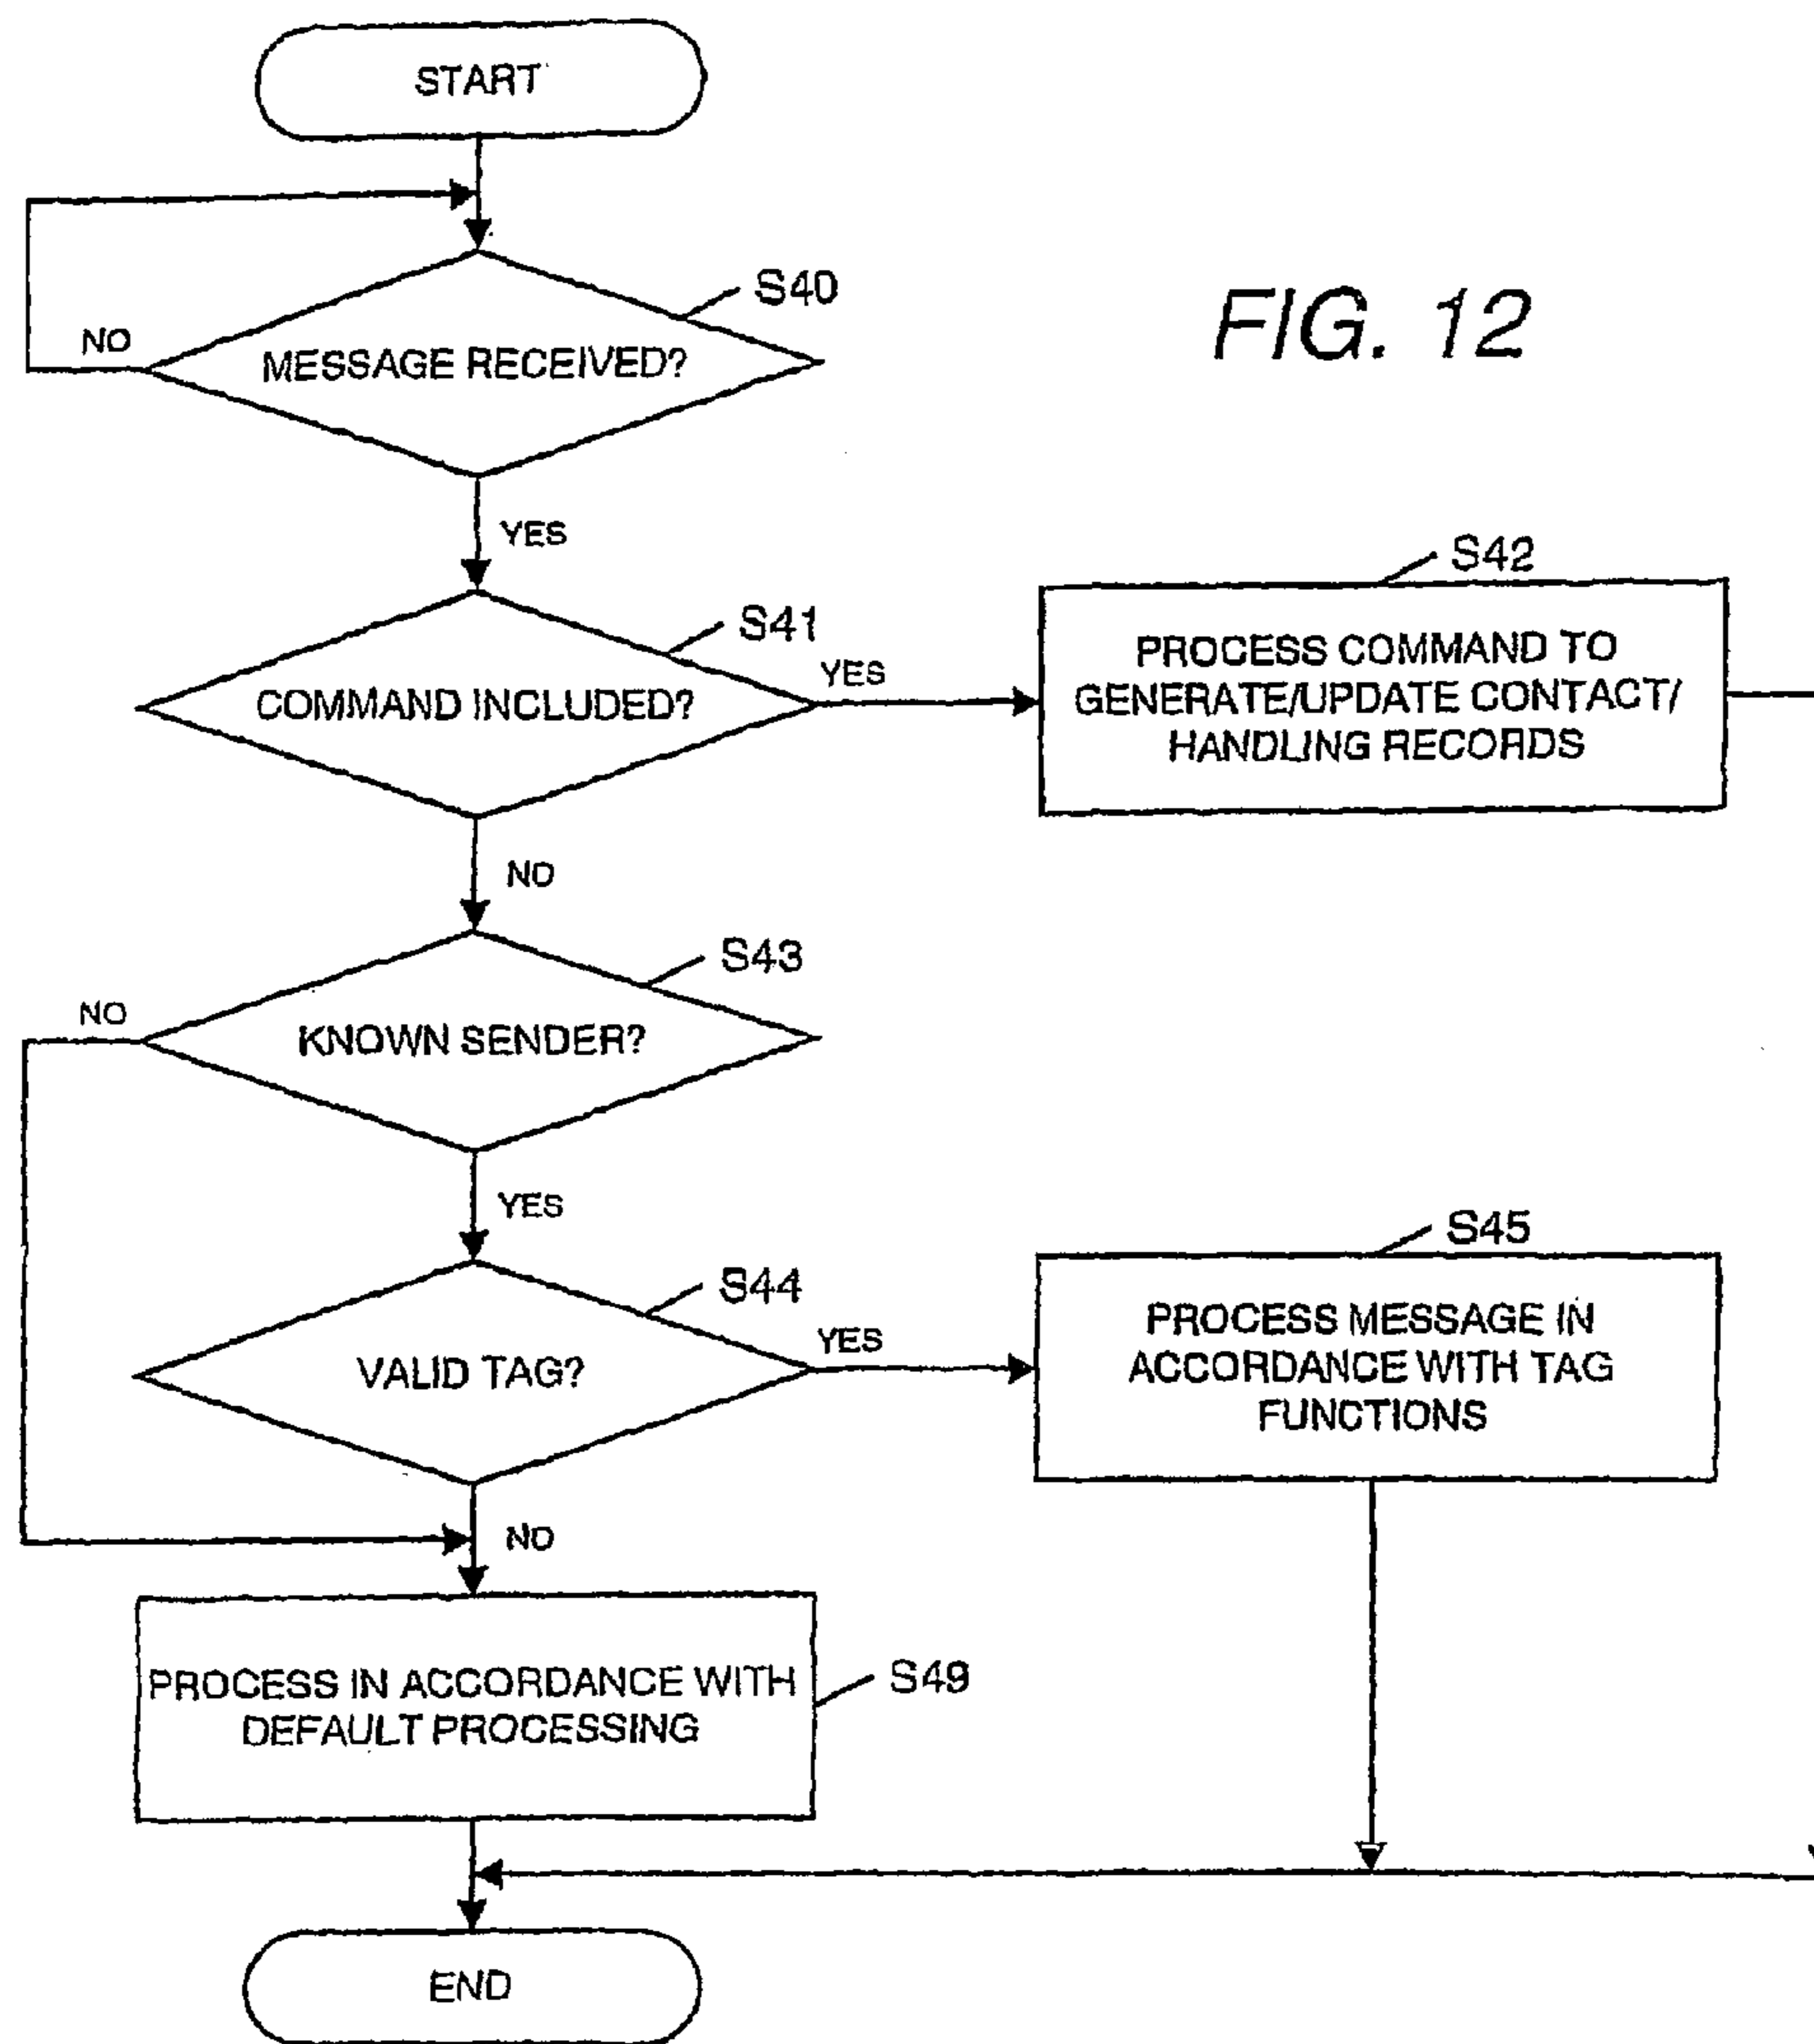 START
FIG. 12
S40
NO
MESSAGE RECEIVED?
YES
S41
COMMAND INCLUDED?
YES
S42
PROCESS COMMAND TO
GENERATE/UPDATE CONTACT/
HANDLING RECORDS
NO
S43
NO
KNOWN SENDER?
YES
S44
VALID TAG?
YES
S45
PROCESS MESSAGE IN
ACCORDANCE WITH TAG
FUNCTIONS
NO
PROCESS IN ACCORDANCE WITH
DEFAULT PROCESSING
S49
END